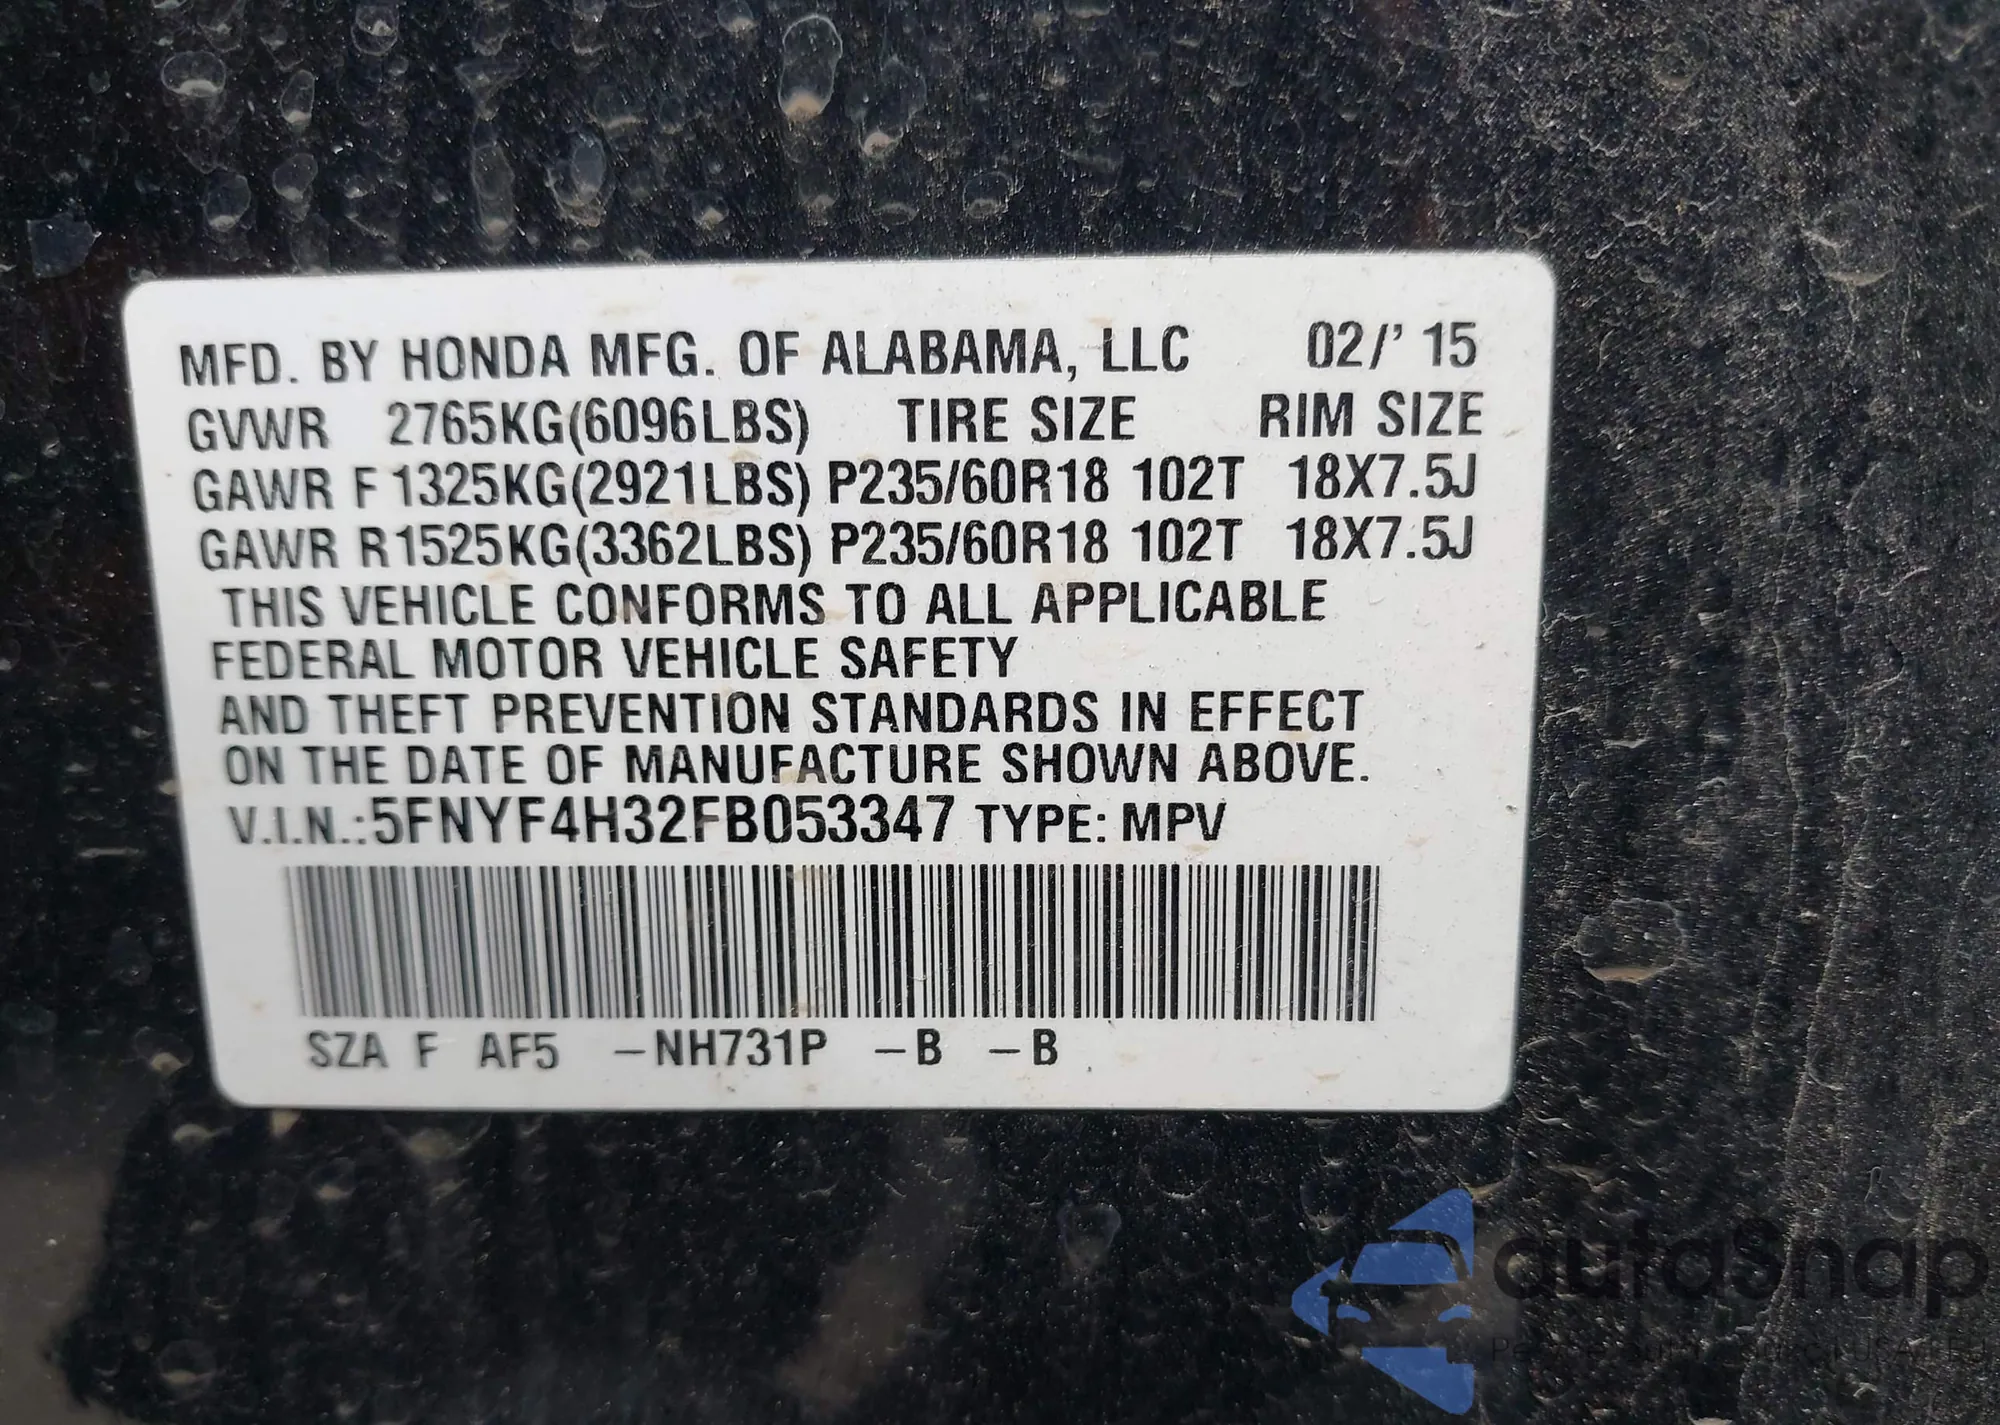 MFD. BY HONDA MFG. OF ALABAMA, LLC 02/' 15
GVWR 2765KG(6096LBS) TIRE SIZE RIM SIZE
GAWR F 1325KG(2921LBS) P235/60R18 102T 18X7.5J
GAWR R 1525KG(3362LBS) P235/60R18 102T 18X7.5J
THIS VEHICLE CONFORMS TO ALL APPLICABLE
FEDERAL MOTOR VEHICLE SAFETY
AND THEFT PREVENTION STANDARDS IN EFFECT
ON THE DATE OF MANUFACTURE SHOWN ABOVE.
V.I.N.:5FNYF4H32FB053347 TYPE: MPV
SZA F AF5 –NH731P –B –B
autoSnap